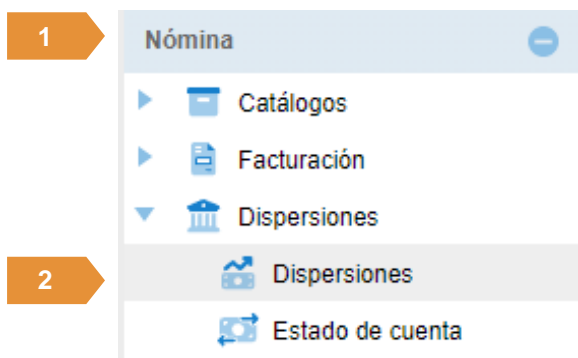 1 Nómina
Catálogos
Facturación
Dispersiones
2 Dispersiones
Estado de cuenta